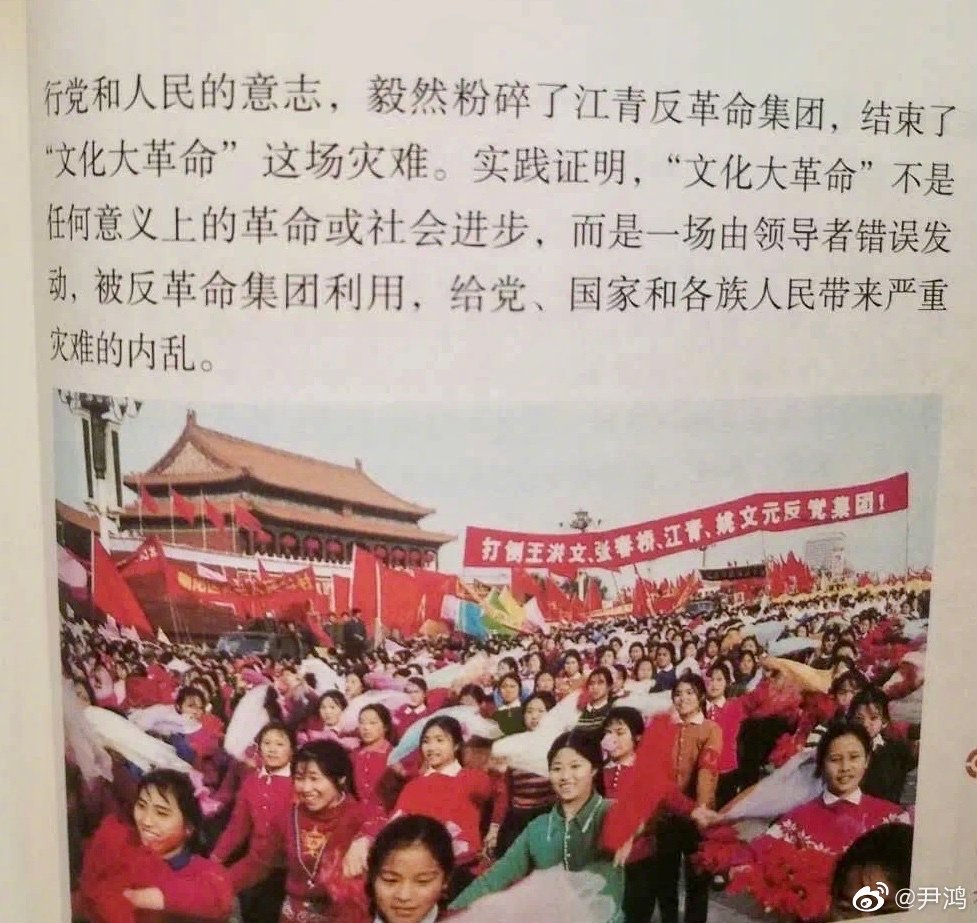 行党和人民的意志，毅然粉碎了江青反革命集团，结束了
“文化大革命”这场灾难。实践证明，“文化大革命”不是
任何意义上的革命或社会进步，而是一场由领导者错误发
动，被反革命集团利用，给党、国家和各族人民带来严重
灾难的内乱。
打倒王洪文、张春桥、江青、姚文元反党集团！
@尹鸿